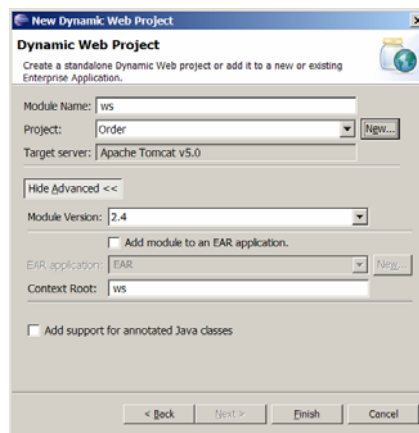 New Dynamic Web Project
Dynamic Web Project
Create a standalone Dynamic Web project or add it to a new or existing
Enterprise Application.
Module Name: ws
Project: Order New...
Target server: Apache Tomcat v5.0
Hide Advanced <<
Module Version: 2.4
Add module to an EAR application.
EAR application: EAR New...
Context Root: ws
Add support for annotated Java classes
< Back Next > Finish Cancel